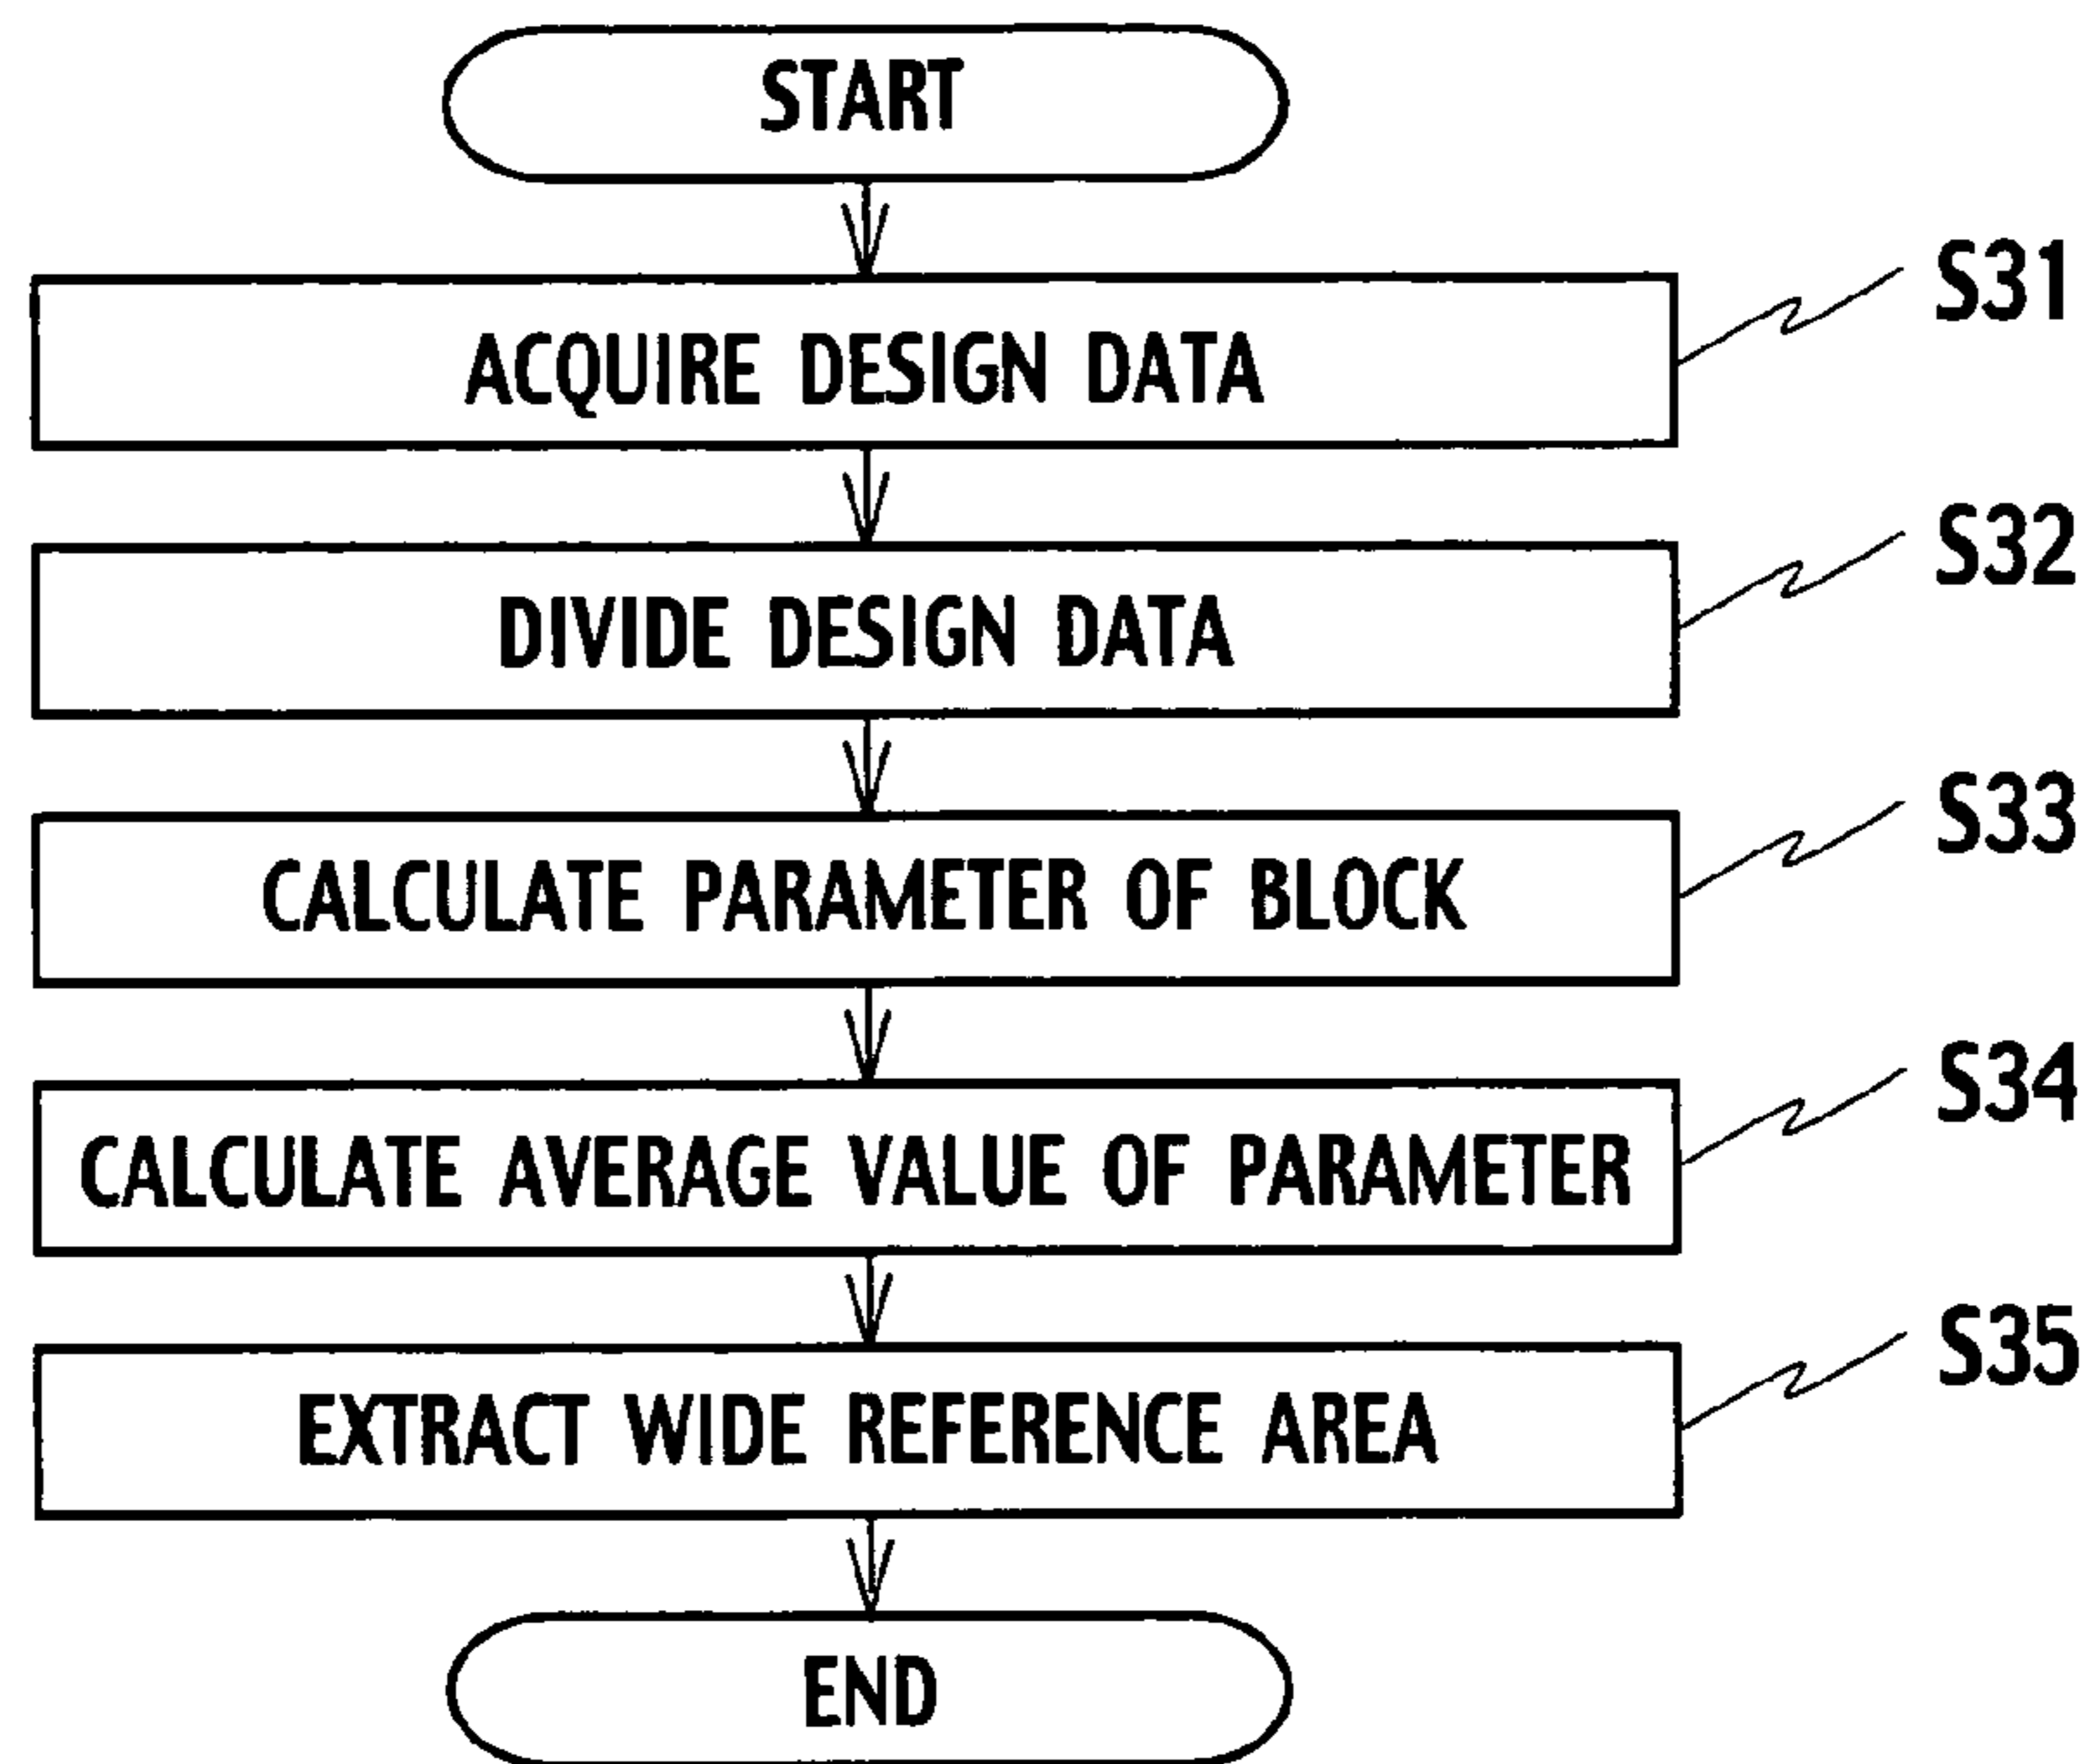 START
S31
ACQUIRE DESIGN DATA
S32
DIVIDE DESIGN DATA
S33
CALCULATE PARAMETER OF BLOCK
S34
CALCULATE AVERAGE VALUE OF PARAMETER
S35
EXTRACT WIDE REFERENCE AREA
END